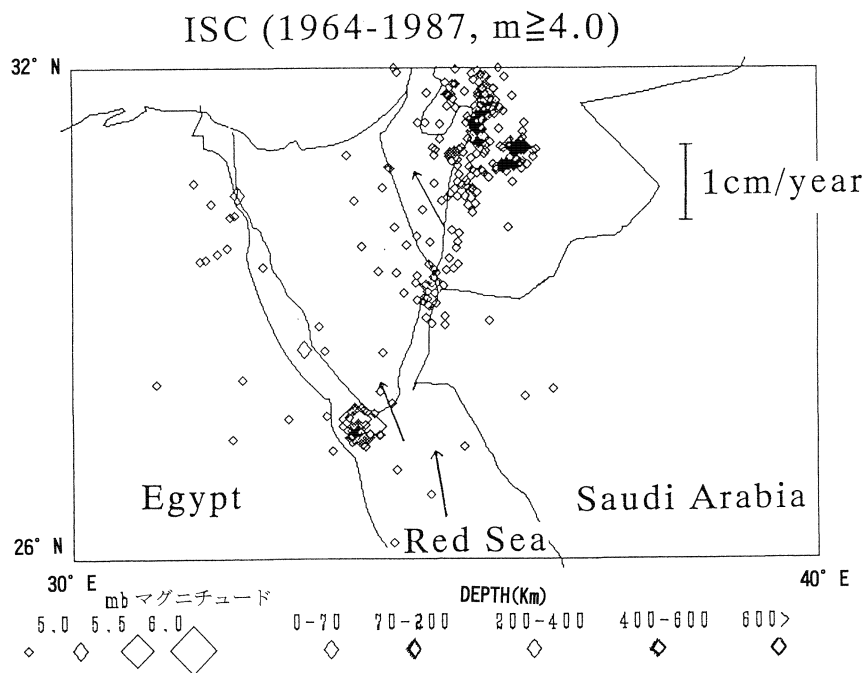 ISC (1964-1987, m≧4.0)
32° N
1cm/year
Egypt
Saudi Arabia
Red Sea
26° N
30° E
40° E
mb マグニチュード
DEPTH(Km)
5.0 5.5 6.0
0-70 70-200 200-400 400-600 600>